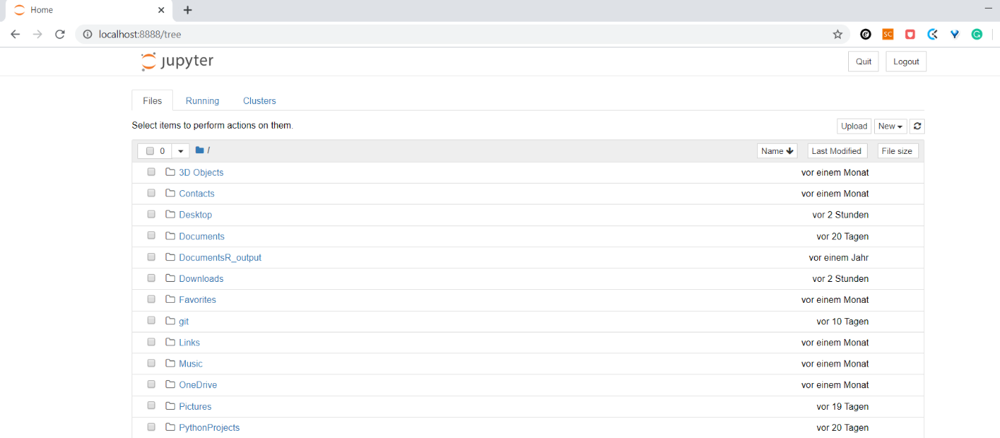 Home
localhost:8888/tree
SC
jupyter
Quit Logout
Files Running Clusters
Select items to perform actions on them.
Upload New
0 / Name Last Modified File size
3D Objects vor einem Monat
Contacts vor einem Monat
Desktop vor 2 Stunden
Documents vor 20 Tagen
DocumentsR_output vor einem Jahr
Downloads vor 2 Stunden
Favorites vor einem Monat
git vor 10 Tagen
Links vor einem Monat
Music vor einem Monat
OneDrive vor einem Monat
Pictures vor 19 Tagen
PythonProjects vor 20 Tagen